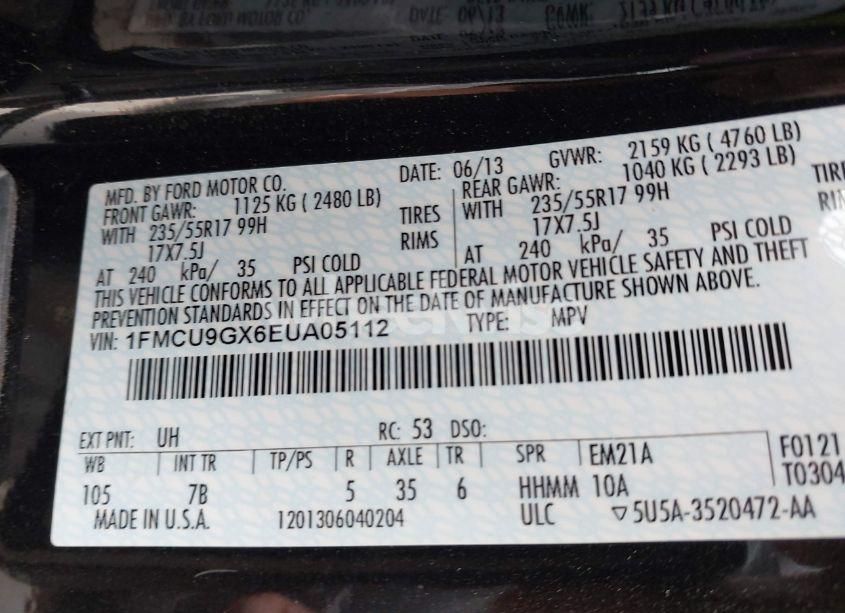 MFD. BY FORD MOTOR CO. DATE: 06/13 GVWR: 2159 KG ( 4760 LB)
FRONT GAWR: 1125 KG ( 2480 LB) REAR GAWR: 1040 KG ( 2293 LB)
WITH 235/55R17 99H TIRES WITH 235/55R17 99H TIRE
17X7.5J RIMS 17X7.5J RIM
AT 240 kPa/ 35 PSI COLD AT 240 kPa/ 35 PSI COLD
THIS VEHICLE CONFORMS TO ALL APPLICABLE FEDERAL MOTOR VEHICLE SAFETY AND THEFT
PREVENTION STANDARDS IN EFFECT ON THE DATE OF MANUFACTURE SHOWN ABOVE.
VIN: 1FMCU9GX6EUA05112 TYPE: MPV
EXT PNT: UH RC: 53 DSO:
WB INT TR TP/PS R AXLE TR SPR EM21A F0121
105 7B 5 35 6 HHMM 10A T0304
MADE IN U.S.A. 1201306040204 ULC ▽5U5A-3520472-AA